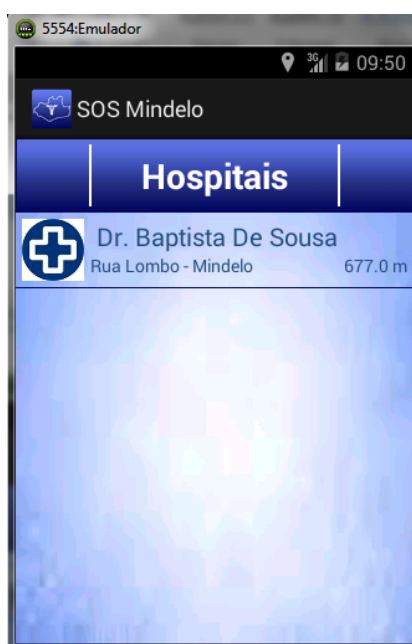 5554:Emulador
3G 09:50
SOS Mindelo
Hospitais
Dr. Baptista De Sousa
Rua Lombo - Mindelo 677.0 m